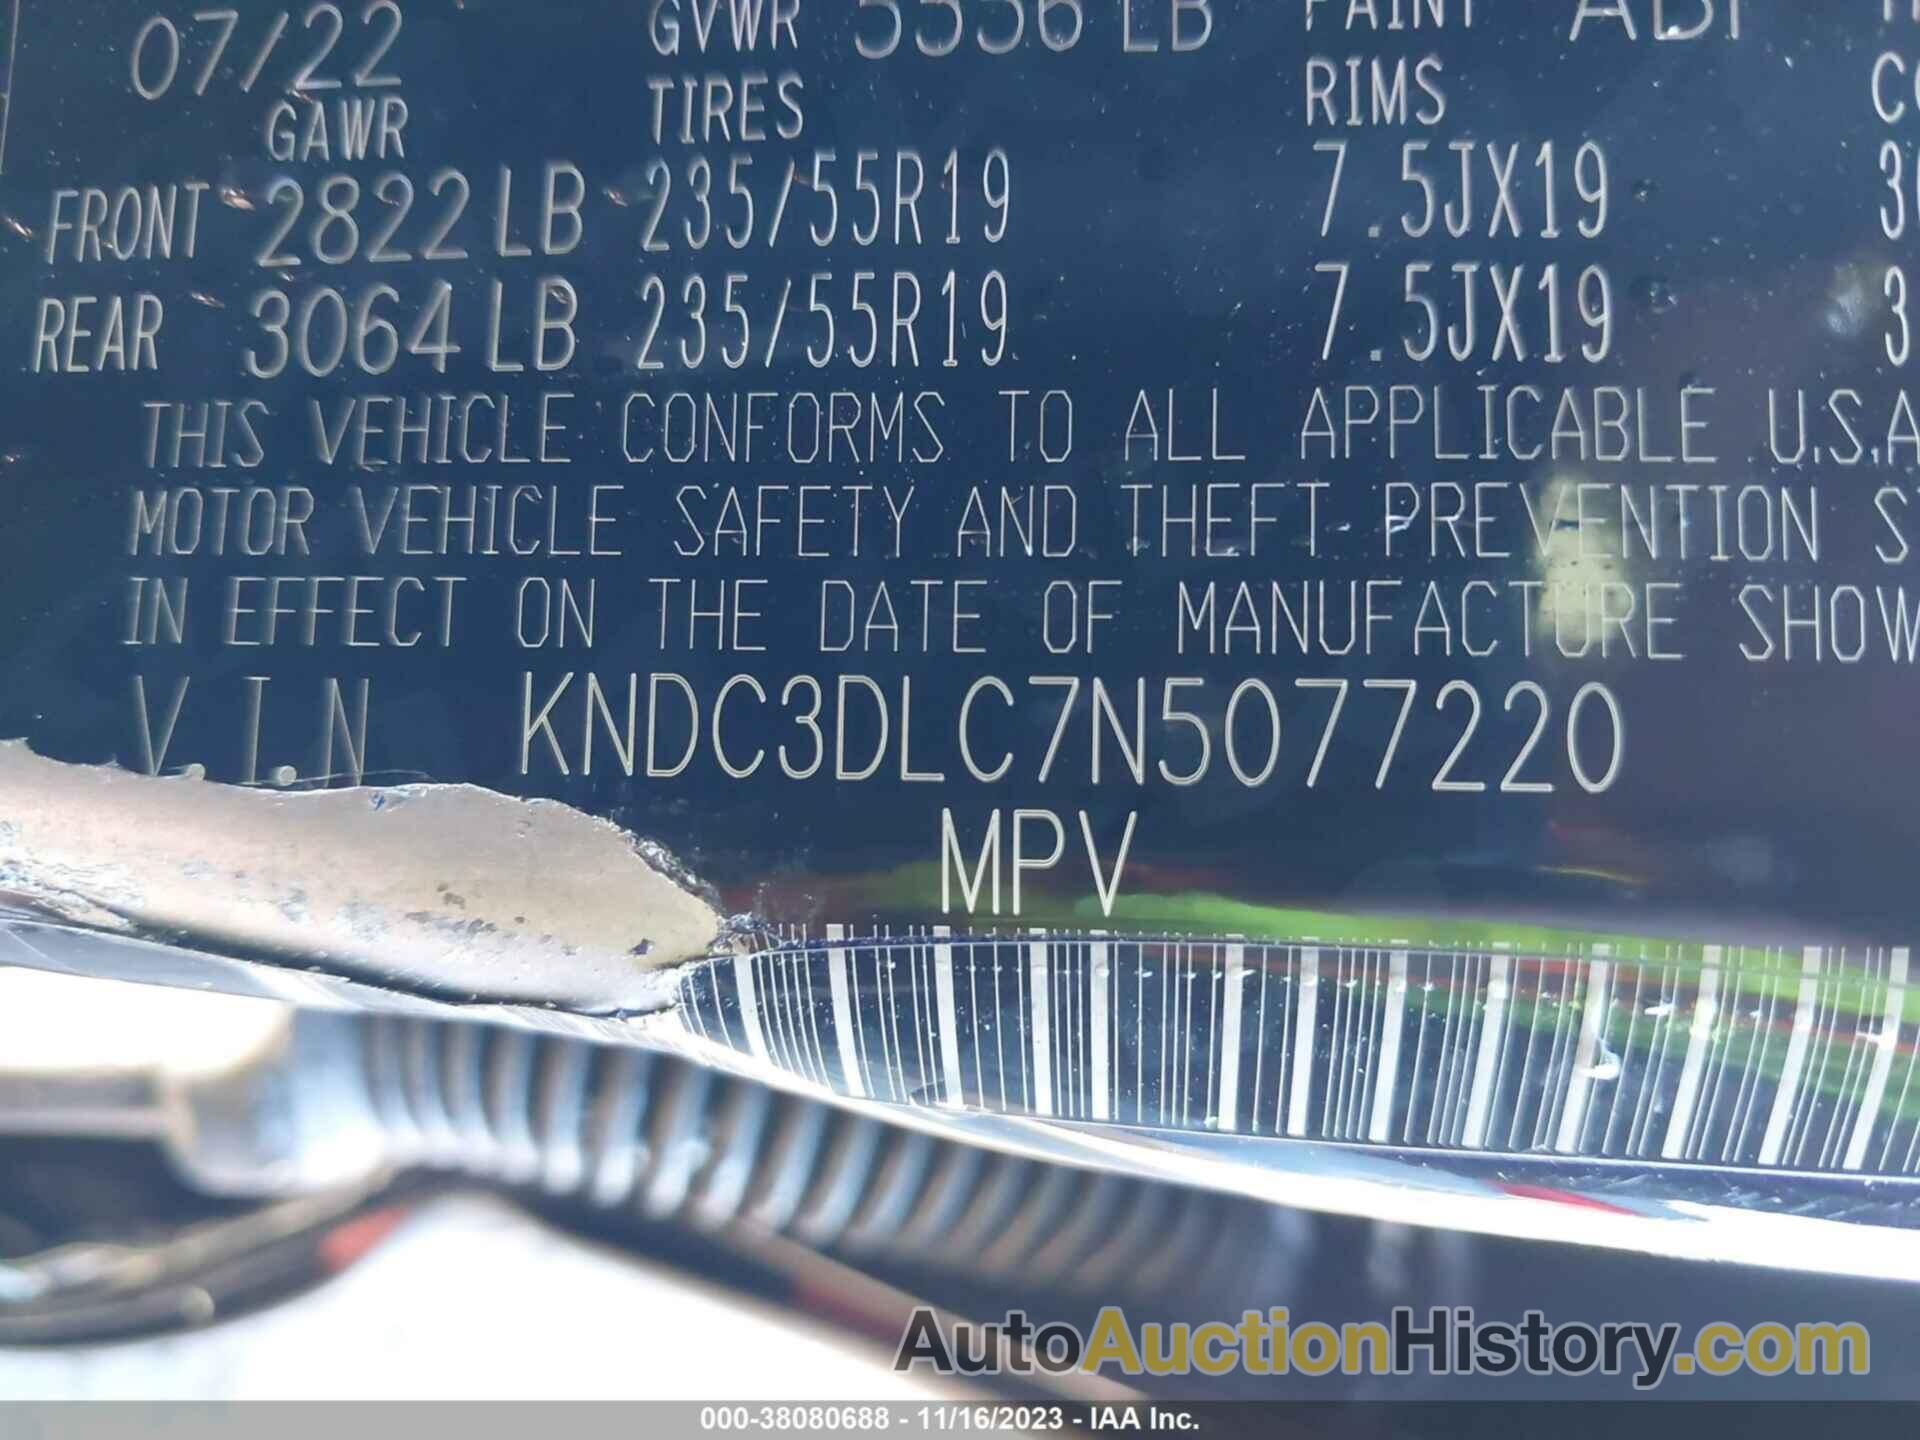 07/22 GVWR LB PAINT
GAWR TIRES RIMS
FRONT 2822 LB 235/55R19 7.5JX19
REAR 3064 LB 235/55R19 7.5JX19 3
THIS VEHICLE CONFORMS TO ALL APPLICABLE U.S.A
MOTOR VEHICLE SAFETY AND THEFT PREVENTION
IN EFFECT ON THE DATE OF MANUFACTURE SHOW
V.I.N KNDC3DLC7N5077220
MPV
AutoAuctionHistory.com
000-38080688 - 11/16/2023 - IAA Inc.